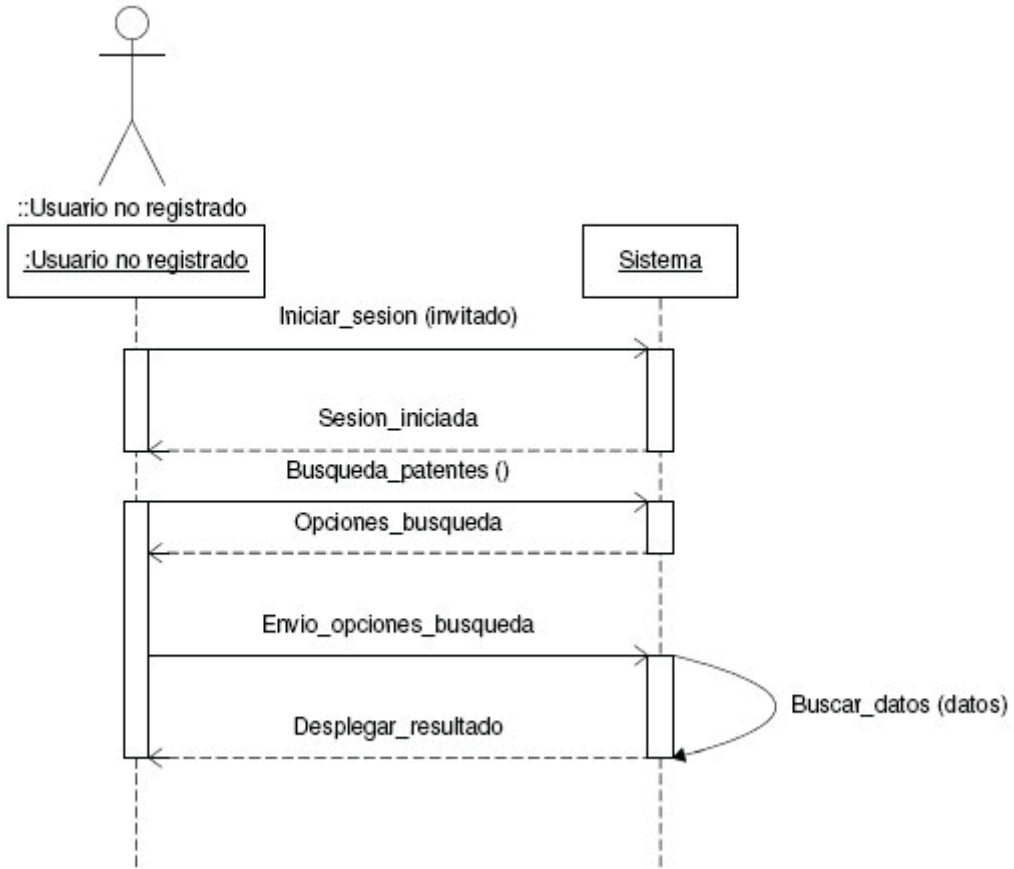 ::Usuario no registrado
:Usuario no registrado
Sistema
Iniciar_sesion (invitado)
Sesion_iniciada
Busqueda_patentes ()
Opciones_busqueda
Envio_opciones_busqueda
Buscar_datos (datos)
Desplegar_resultado